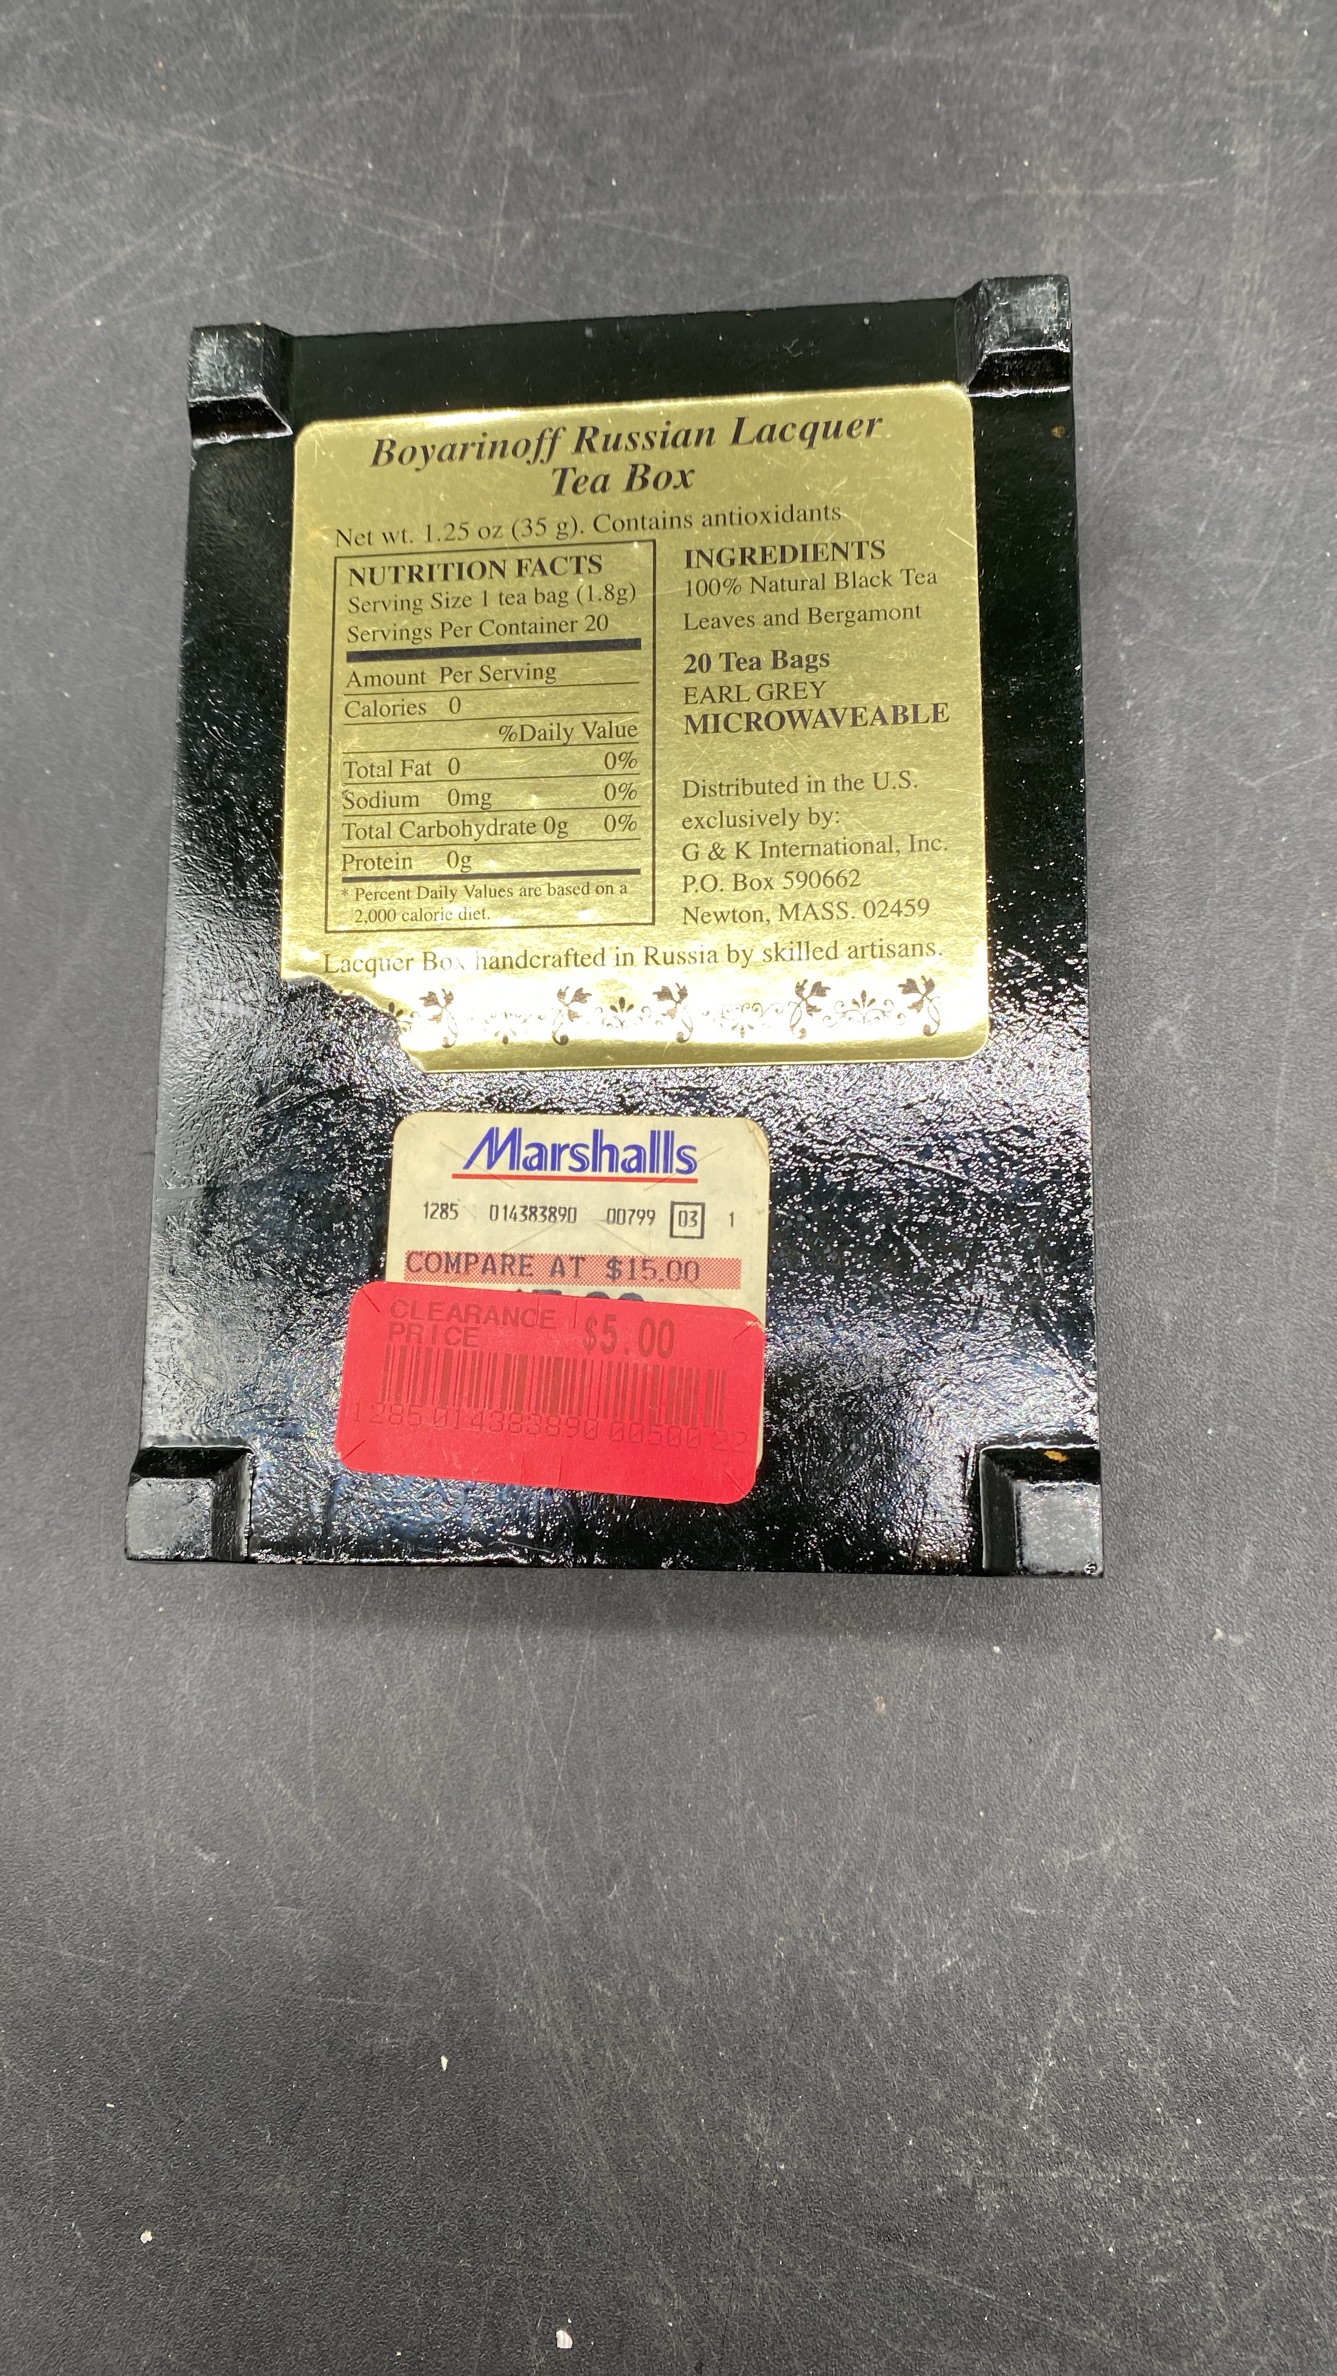 Boyarinoff Russian Lacquer
Tea Box
Net wt. 1.25 oz (35 g). Contains antioxidants
NUTRITION FACTS
Serving Size 1 tea bag (1.8g)
Servings Per Container 20
Amount Per Serving
Calories 0
%Daily Value
Total Fat 0 0%
Sodium 0mg 0%
Total Carbohydrate 0g 0%
Protein 0g
* Percent Daily Values are based on a
2,000 calorie diet.
INGREDIENTS
100% Natural Black Tea
Leaves and Bergamont
20 Tea Bags
EARL GREY
MICROWAVEABLE
Distributed in the U.S.
exclusively by:
G & K International, Inc.
P.O. Box 590662
Newton, MASS. 02459
Lacquer Box handcrafted in Russia by skilled artisans.
Marshalls
1285 014383890 00799 03 1
COMPARE AT $15.00
CLEARANCE
PRICE $5.00
1285 014383890 00500 22